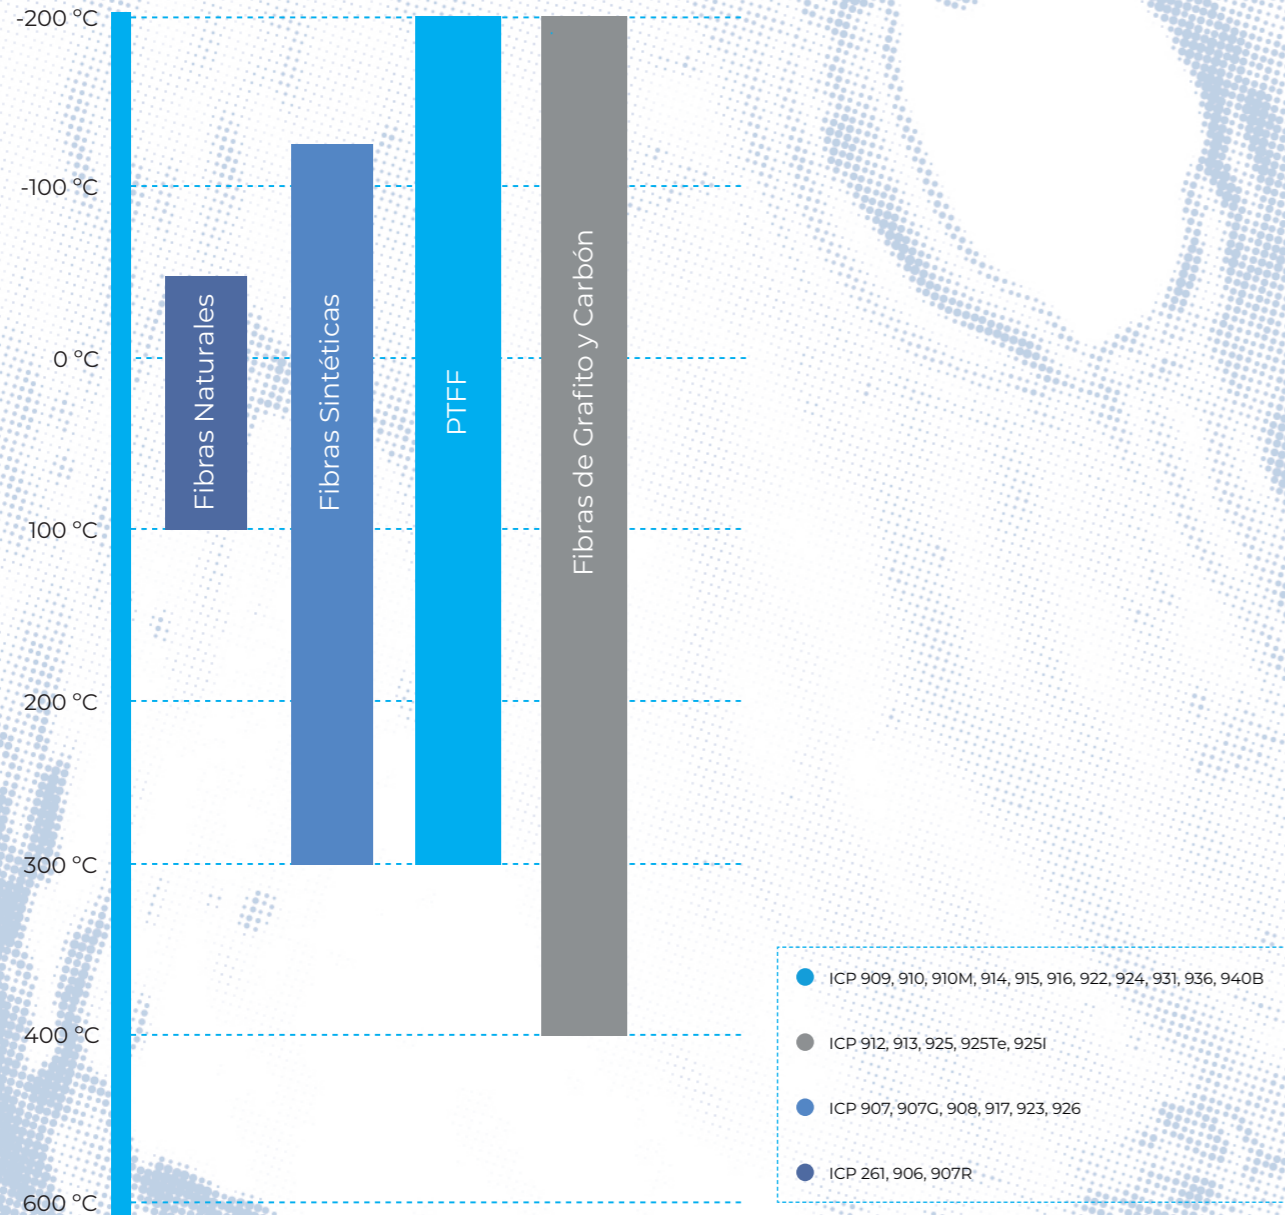 -200 °C
-100 °C
0 °C
100 °C
200 °C
300 °C
400 °C
600 °C
Fibras Naturales
Fibras Sintéticas
PTFF
Fibras de Grafito y Carbón
ICP 909, 910, 910M, 914, 915, 916, 922, 924, 931, 936, 940B
ICP 912, 913, 925, 925Te, 925I
ICP 907, 907G, 908, 917, 923, 926
ICP 261, 906, 907R